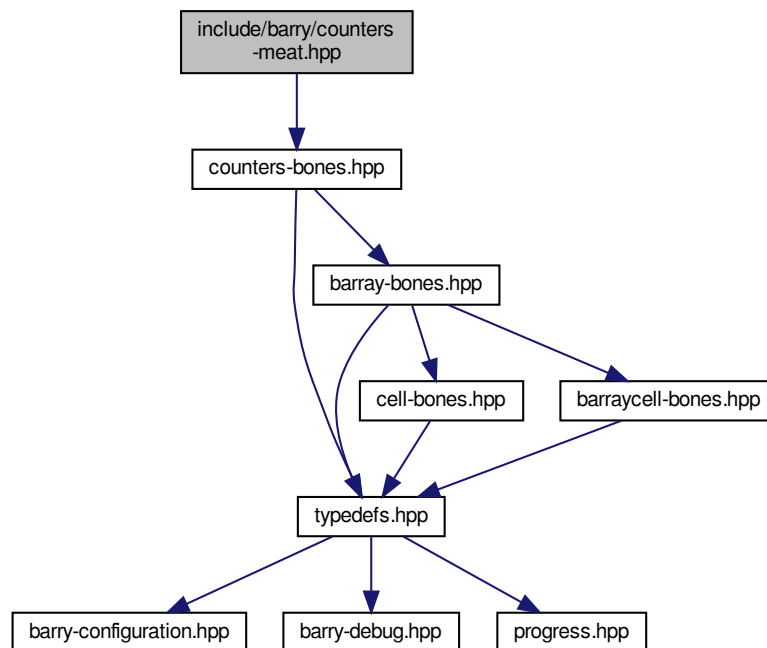 include/barry/counters
-meat.hpp
counters-bones.hpp
barray-bones.hpp
cell-bones.hpp
barraycell-bones.hpp
typedefs.hpp
barry-configuration.hpp
barry-debug.hpp
progress.hpp